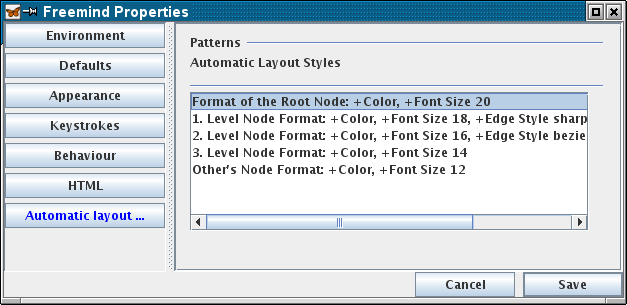 Freemind Properties
Environment
Defaults
Appearance
Keystrokes
Behaviour
HTML
Automatic layout ...
Patterns
Automatic Layout Styles
Format of the Root Node: +Color, +Font Size 20
1. Level Node Format: +Color, +Font Size 18, +Edge Style sharp
2. Level Node Format: +Color, +Font Size 16, +Edge Style bezie
3. Level Node Format: +Color, +Font Size 14
Other's Node Format: +Color, +Font Size 12
Cancel
Save